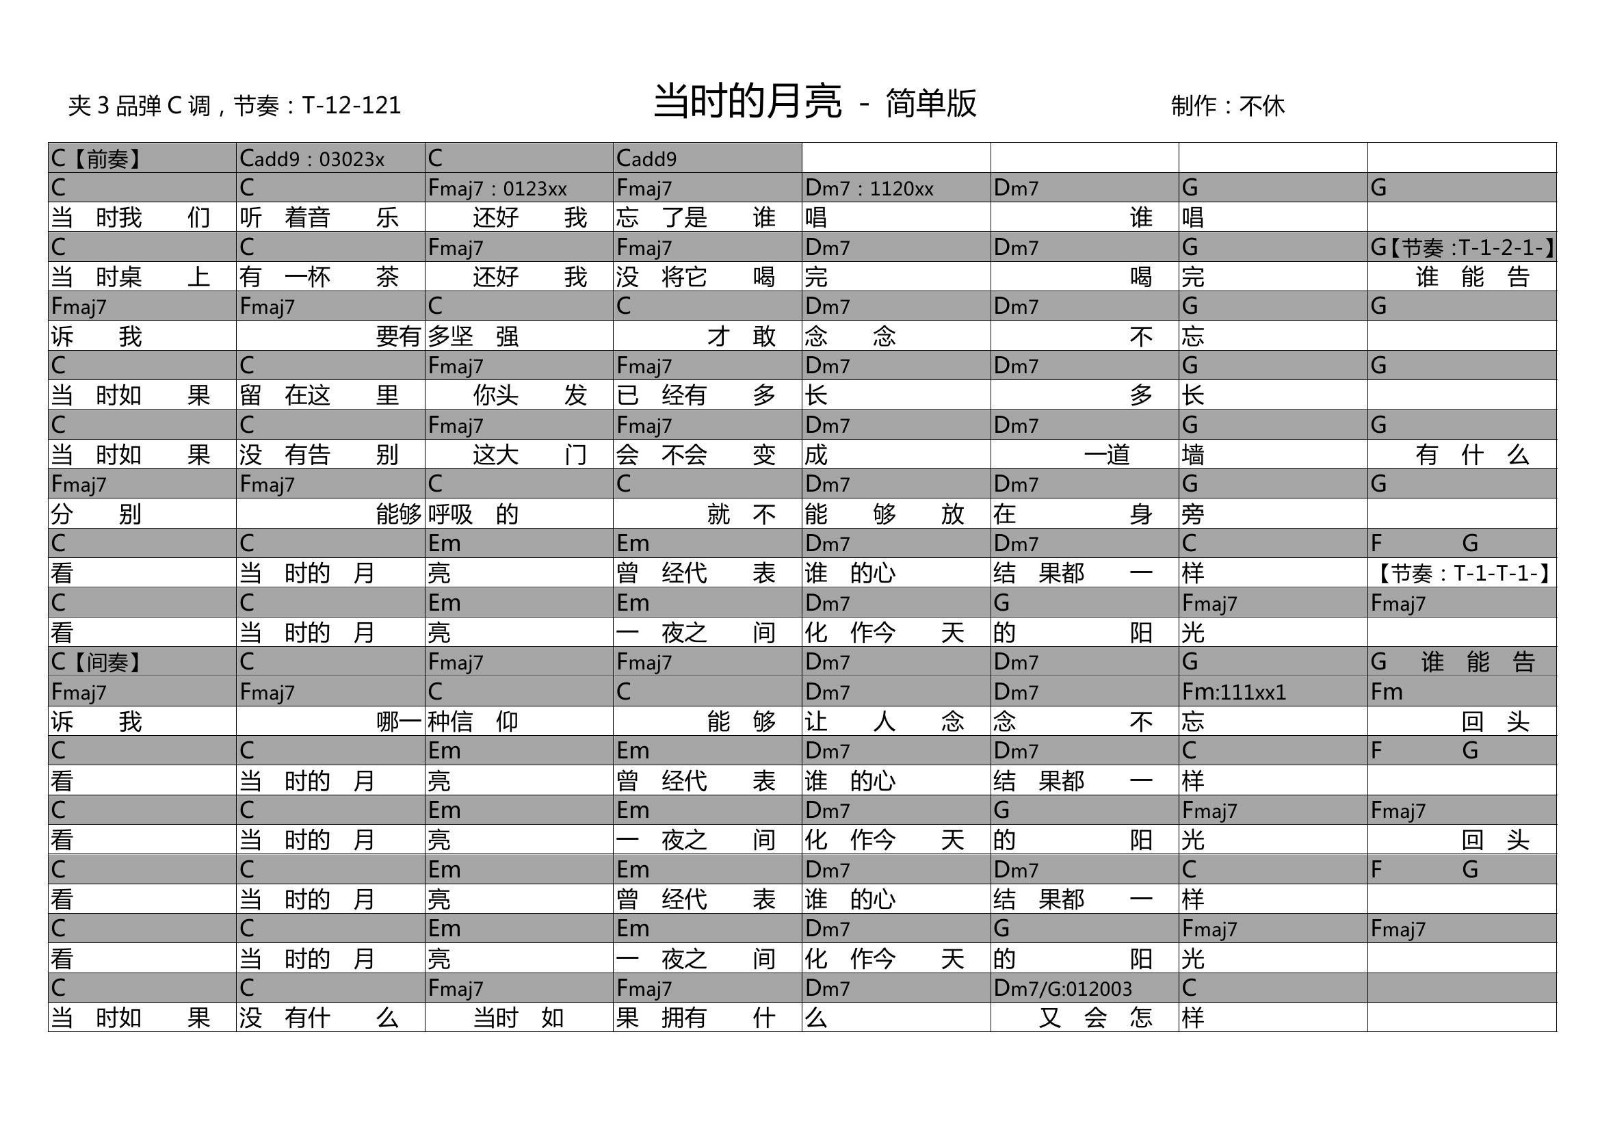 夹 3 品弹 C 调，节奏：T-12-121 当时的月亮 - 简单版 制作：不休
C【前奏】 Cadd9：03023x C Cadd9
C C Fmaj7：0123xx Fmaj7 Dm7：1120xx Dm7 G G
当 时我 们 听 着音 乐 还好 我 忘 了是 谁 唱 谁 唱
C C Fmaj7 Fmaj7 Dm7 Dm7 G G【节奏：T-1-2-1-】
当 时桌 上 有 一杯 茶 还好 我 没 将它 喝 完 喝 完 谁 能 告
Fmaj7 Fmaj7 C C Dm7 Dm7 G G
诉 我 要有 多坚 强 才 敢 念 念 不 忘
C C Fmaj7 Fmaj7 Dm7 Dm7 G G
当 时如 果 留 在这 里 你头 发 已 经有 多 长 多 长
C C Fmaj7 Fmaj7 Dm7 Dm7 G G
当 时如 果 没 有告 别 这大 门 会 不会 变 成 一道 墙 有 什 么
Fmaj7 Fmaj7 C C Dm7 Dm7 G G
分 别 能够 呼吸 的 就 不 能 够 放 在 身 旁
C C Em Em Dm7 Dm7 C F G
看 当 时的 月 亮 曾 经代 表 谁 的心 结 果都 一 样 【节奏：T-1-T-1-】
C C Em Em Dm7 G Fmaj7 Fmaj7
看 当 时的 月 亮 一 夜之 间 化 作今 天 的 阳 光
C【间奏】 C Fmaj7 Fmaj7 Dm7 Dm7 G G 谁 能 告
Fmaj7 Fmaj7 C C Dm7 Dm7 Fm:111xx1 Fm
诉 我 哪一 种信 仰 能 够 让 人 念 念 不 忘 回 头
C C Em Em Dm7 Dm7 C F G
看 当 时的 月 亮 曾 经代 表 谁 的心 结 果都 一 样
C C Em Em Dm7 G Fmaj7 Fmaj7
看 当 时的 月 亮 一 夜之 间 化 作今 天 的 阳 光 回 头
C C Em Em Dm7 Dm7 C F G
看 当 时的 月 亮 曾 经代 表 谁 的心 结 果都 一 样
C C Em Em Dm7 G Fmaj7 Fmaj7
看 当 时的 月 亮 一 夜之 间 化 作今 天 的 阳 光
C C Fmaj7 Fmaj7 Dm7 Dm7/G:012003 C
当 时如 果 没 有什 么 当时 如 果 拥有 什 么 又 会 怎 样